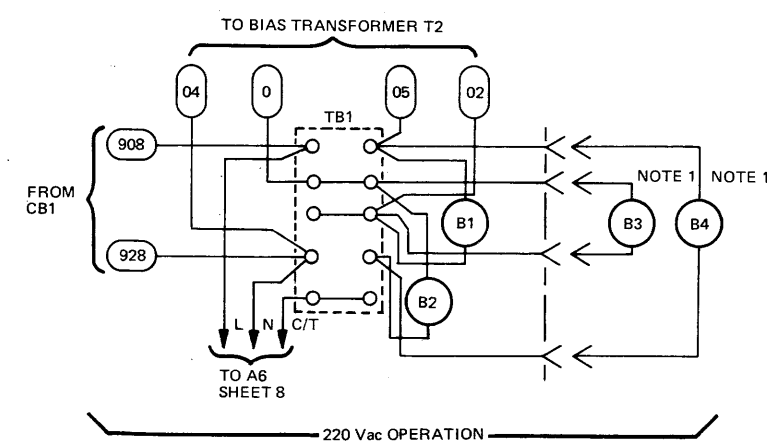 TO BIAS TRANSFORMER T2
04
0
05
02
TB1
908
FROM
CB1
NOTE 1
NOTE 1
B1
B3
B4
928
B2
L
N
C/T
TO A6
SHEET 8
220 Vac OPERATION